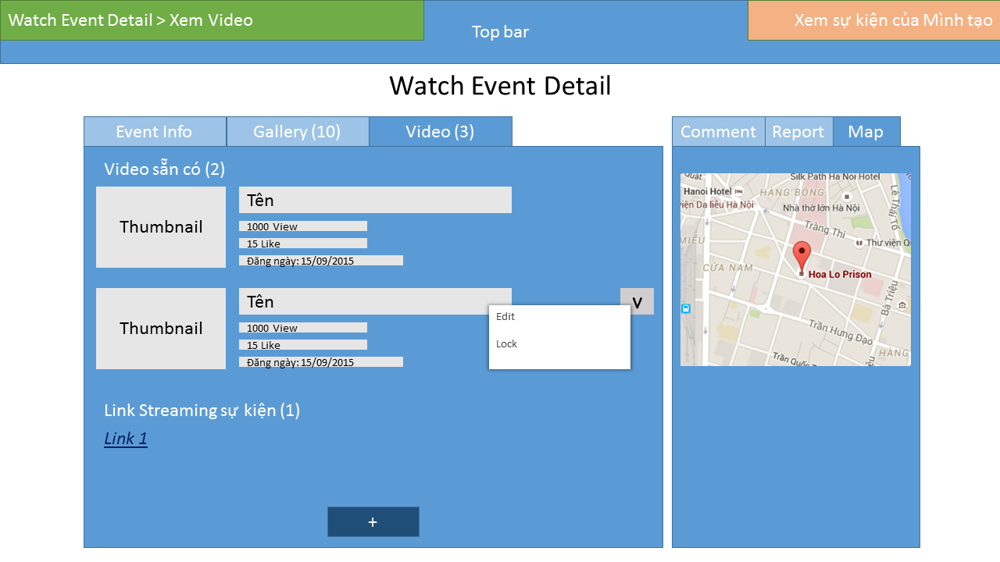 Watch Event Detail > Xem Video
Top bar
Xem sự kiện của Mình tạo
Watch Event Detail
Event Info
Gallery (10)
Video (3)
Video sẵn có (2)
Thumbnail
Tên
1000 View
15 Like
Đăng ngày: 15/09/2015
Thumbnail
Tên
V
1000 View
15 Like
Đăng ngày: 15/09/2015
Edit
Lock
Link Streaming sự kiện (1)
Link 1
+
Comment
Report
Map
Quất
Silk Path Hà Nội Hotel
Hanoi Hotel
HÀNG BÔNG
viện Da liễu Hà Nội
Nhà thờ lớn Hà Nội
Lê Thái Tổ
Tràng Thi
Thư viện Q
CỬA NAM
Hoa Lo Prison
Bà Triệu
Trần Hưng Đạo
Trần Quốc T
HÀNG